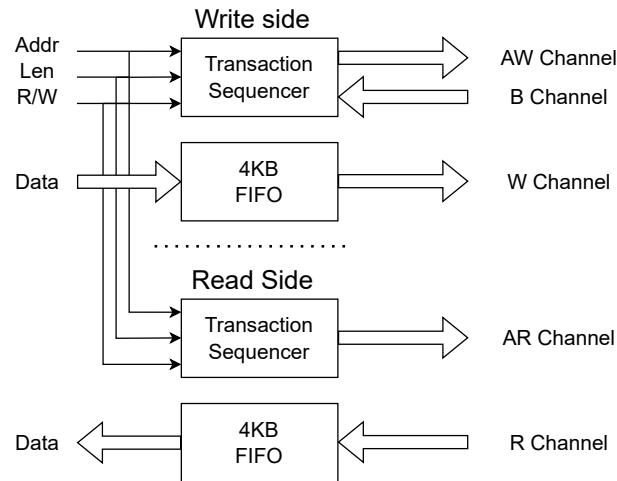 Write side
Addr
Len
R/W
Transaction
Sequencer
AW Channel
B Channel
Data
4KB
FIFO
W Channel
Read Side
Transaction
Sequencer
AR Channel
Data
4KB
FIFO
R Channel